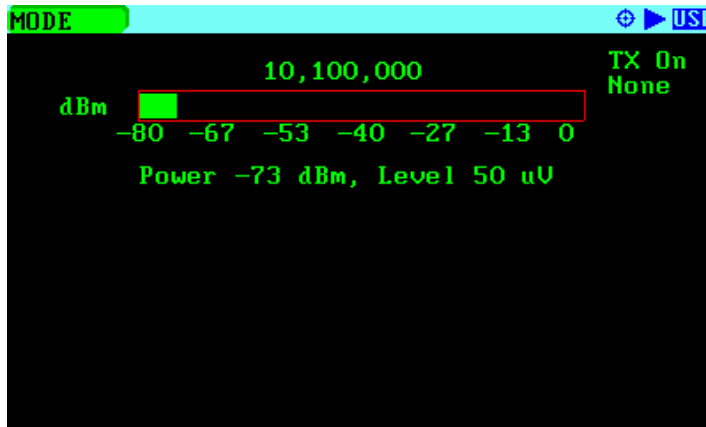 MODE
10,100,000
TX On
None
dBm
−80 −67 −53 −40 −27 −13 0
Power −73 dBm, Level 50 uV